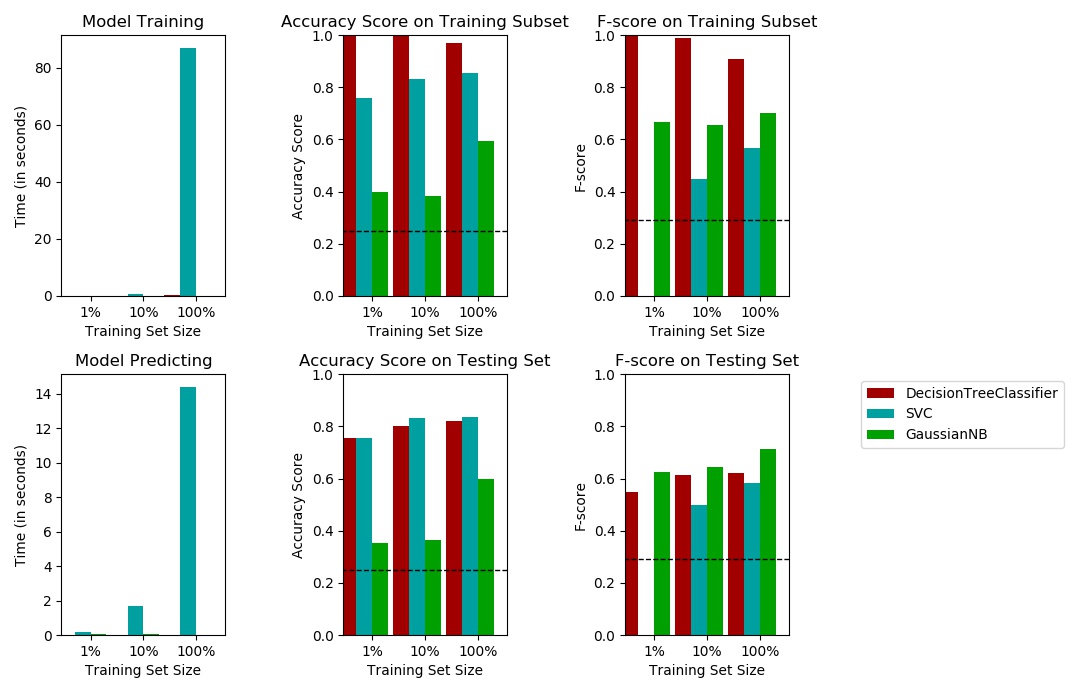 Model Training
Time (in seconds)
80
60
40
20
0
1% 10% 100%
Training Set Size
Accuracy Score on Training Subset
Accuracy Score
1.0
0.8
0.6
0.4
0.2
0.0
1% 10% 100%
Training Set Size
F-score on Training Subset
F-score
1.0
0.8
0.6
0.4
0.2
0.0
1% 10% 100%
Training Set Size
Model Predicting
Time (in seconds)
14
12
10
8
6
4
2
0
1% 10% 100%
Training Set Size
Accuracy Score on Testing Set
Accuracy Score
1.0
0.8
0.6
0.4
0.2
0.0
1% 10% 100%
Training Set Size
F-score on Testing Set
F-score
1.0
0.8
0.6
0.4
0.2
0.0
1% 10% 100%
Training Set Size
DecisionTreeClassifier
SVC
GaussianNB